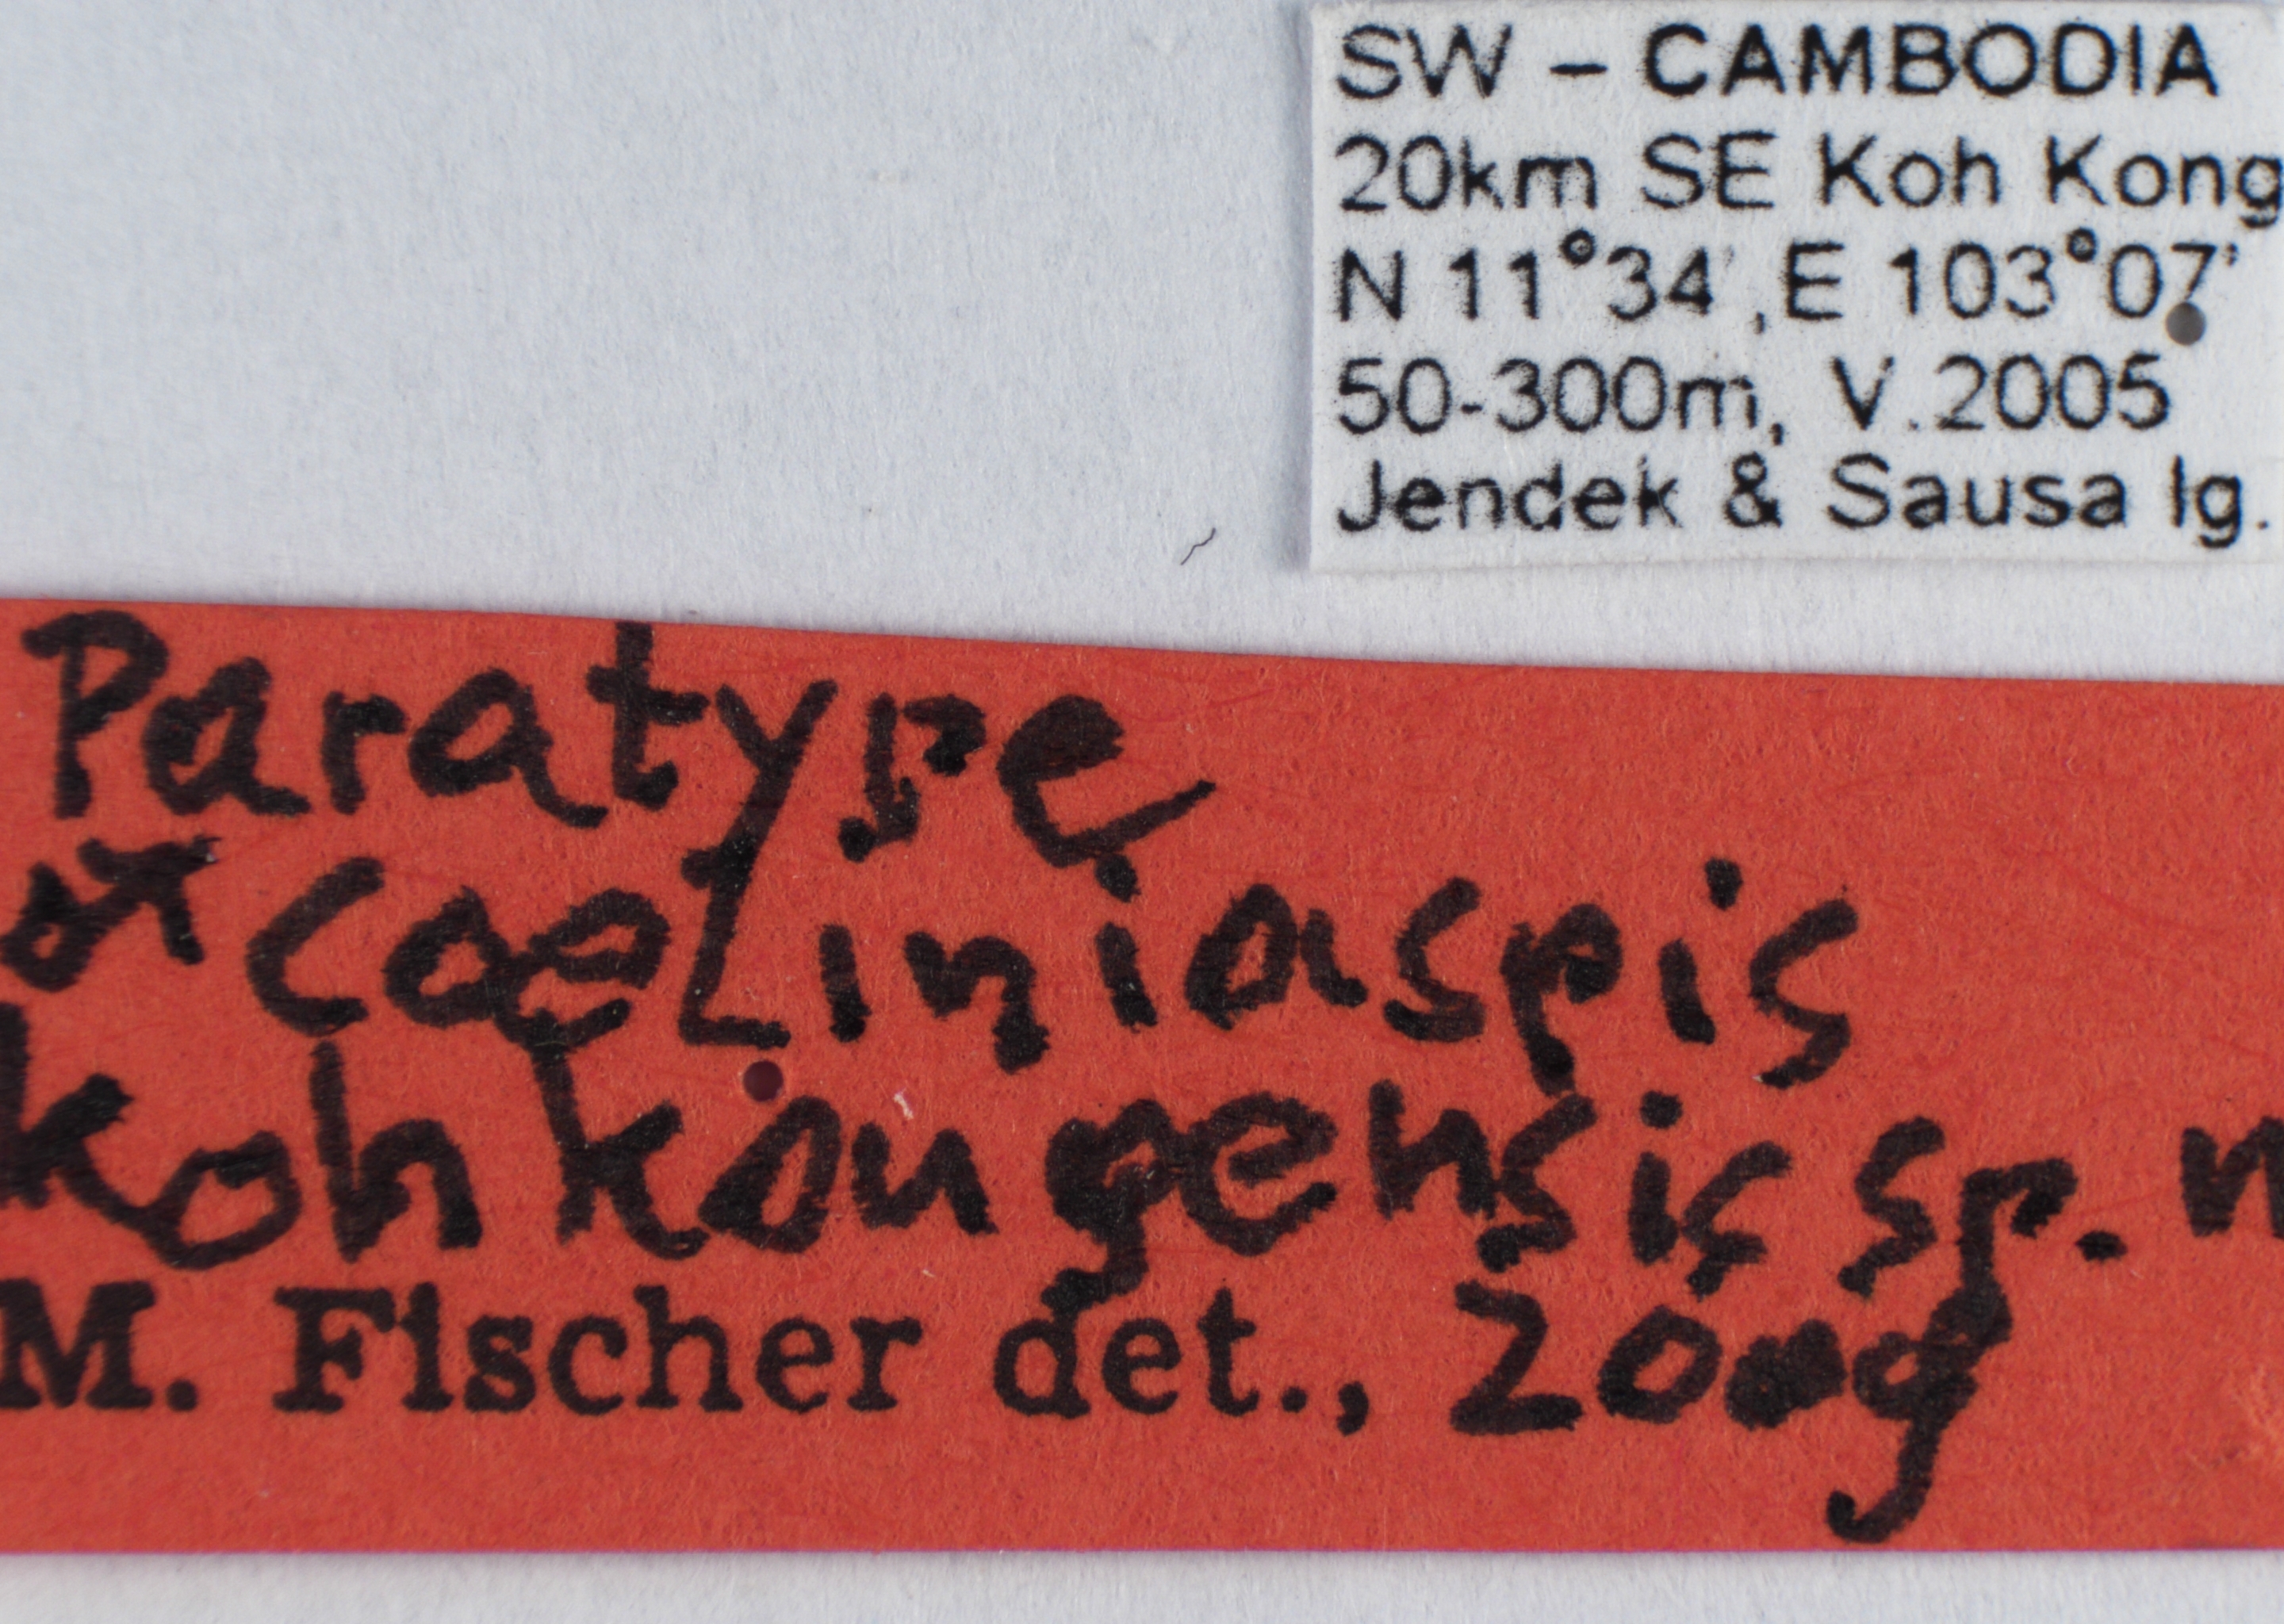 SW – CAMBODIA
20km SE Koh Kong
N 11°34', E 103°07'
50-300m, V.2005
Jendek & Sausa lg.
Paratype
♂ Coeliniaspis
kohkongensis sp. n
M. Fischer det., 2009